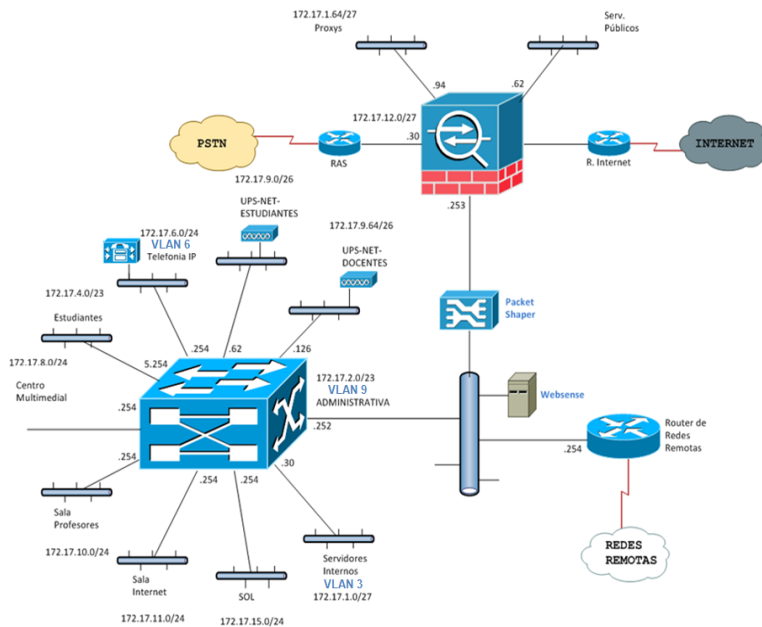 172.17.1.64/27
Proxys
Serv.
Públicos
.94
.62
172.17.12.0/27
.30
PSTN
RAS
R. Internet
INTERNET
172.17.9.0/26
UPS-NET-
ESTUDIANTES
.253
172.17.6.0/24
VLAN 6
Telefonia IP
172.17.9.64/26
UPS-NET-
DOCENTES
172.17.4.0/23
Estudiantes
Packet
Shaper
172.17.8.0/24
Centro
Multimedial
5.254
.254
.62
.126
172.17.2.0/23
VLAN 9
ADMINISTRATIVA
.252
Websense
.254
.254
Router de
Redes
Remotas
.254
.30
.254
.254
Sala
Profesores
172.17.10.0/24
Sala
Internet
172.17.11.0/24
SOL
172.17.15.0/24
Servidores
Internos
VLAN 3
172.17.1.0/27
REDES
REMOTAS